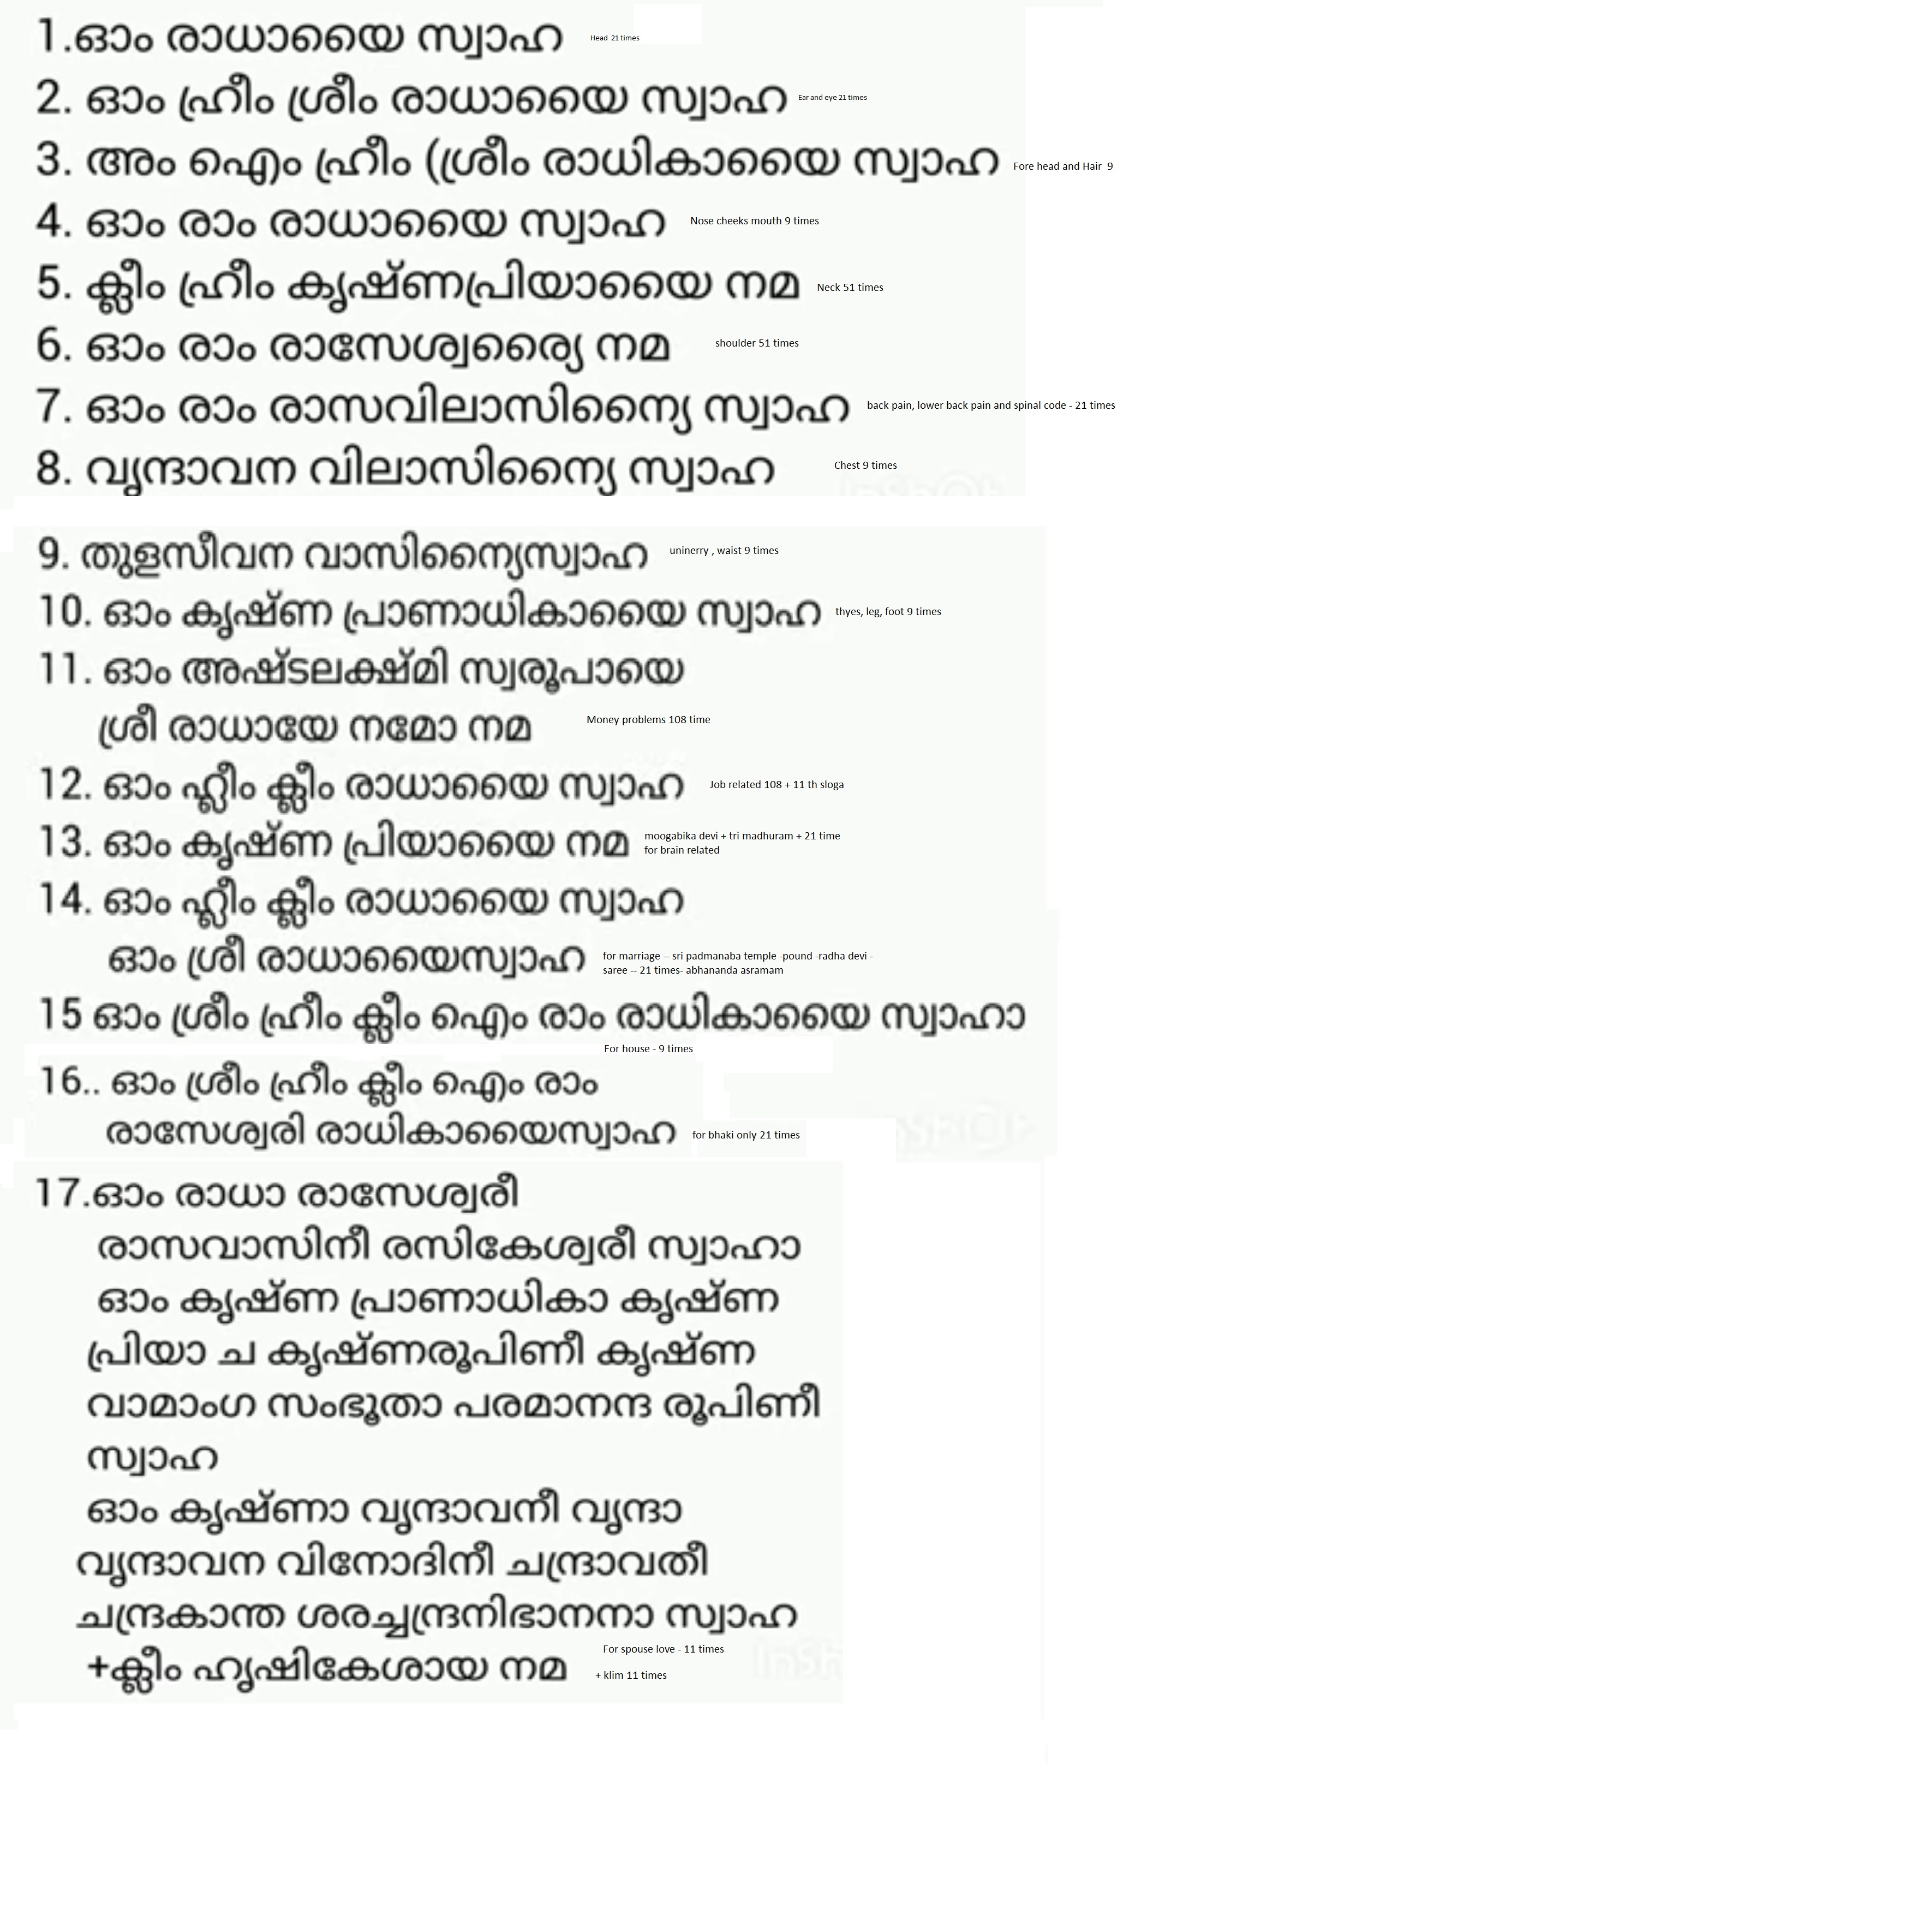 1.ഓം രാധായൈ സ്വാഹ Head 21 times
2. ഓം ഹ്രീം ശ്രീം രാധായൈ സ്വാഹ Ear and eye 21 times
3. അം ഐം ഹ്രീം (ശ്രീം രാധികായൈ സ്വാഹ Fore head and Hair 9
4. ഓം രാം രാധായൈ സ്വാഹ Nose cheeks mouth 9 times
5. ക്ലീം ഹ്രീം കൃഷ്ണപ്രിയായൈ നമ Neck 51 times
6. ഓം രാം രാസേശ്വര്യൈ നമ shoulder 51 times
7. ഓം രാം രാസവിലാസിന്യൈ സ്വാഹ back pain, lower back pain and spinal code - 21 times
8. വൃന്ദാവന വിലാസിന്യൈ സ്വാഹ Chest 9 times
9. തുളസീവന വാസിന്യൈസ്വാഹ uninerry , waist 9 times
10. ഓം കൃഷ്ണ പ്രാണാധികായൈ സ്വാഹ thyes, leg, foot 9 times
11. ഓം അഷ്ടലക്ഷ്മി സ്വരൂപായെ
ശ്രീ രാധായേ നമോ നമ Money problems 108 time
12. ഓം ഹ്ലീം ക്ലീം രാധായൈ സ്വാഹ Job related 108 + 11 th sloga
13. ഓം കൃഷ്ണ പ്രിയായൈ നമ moogabika devi + tri madhuram + 21 time
for brain related
14. ഓം ഹ്ലീം ക്ലീം രാധായൈ സ്വാഹ
ഓം ശ്രീ രാധായൈസ്വാഹ for marriage -- sri padmanaba temple -pound -radha devi -
saree -- 21 times- abhananda asramam
15 ഓം ശ്രീം ഹ്രീം ക്ലീം ഐം രാം രാധികായൈ സ്വാഹാ
For house - 9 times
16.. ഓം ശ്രീം ഹ്രീം ക്ലീം ഐം രാം
രാസേശ്വരി രാധികായൈസ്വാഹ for bhaki only 21 times
17.ഓം രാധാ രാസേശ്വരീ
രാസവാസിനീ രസികേശ്വരീ സ്വാഹാ
ഓം കൃഷ്ണ പ്രാണാധികാ കൃഷ്ണ
പ്രിയാ ച കൃഷ്ണരൂപിണീ കൃഷ്ണ
വാമാംഗ സംഭൂതാ പരമാനന്ദ രൂപിണീ
സ്വാഹ
ഓം കൃഷ്ണാ വൃന്ദാവനീ വൃന്ദാ
വൃന്ദാവന വിനോദിനീ ചന്ദ്രാവതീ
ചന്ദ്രകാന്ത ശരച്ചന്ദ്രനിഭാനനാ സ്വാഹ
For spouse love - 11 times
+ക്ലീം ഹൃഷികേശായ നമ + klim 11 times